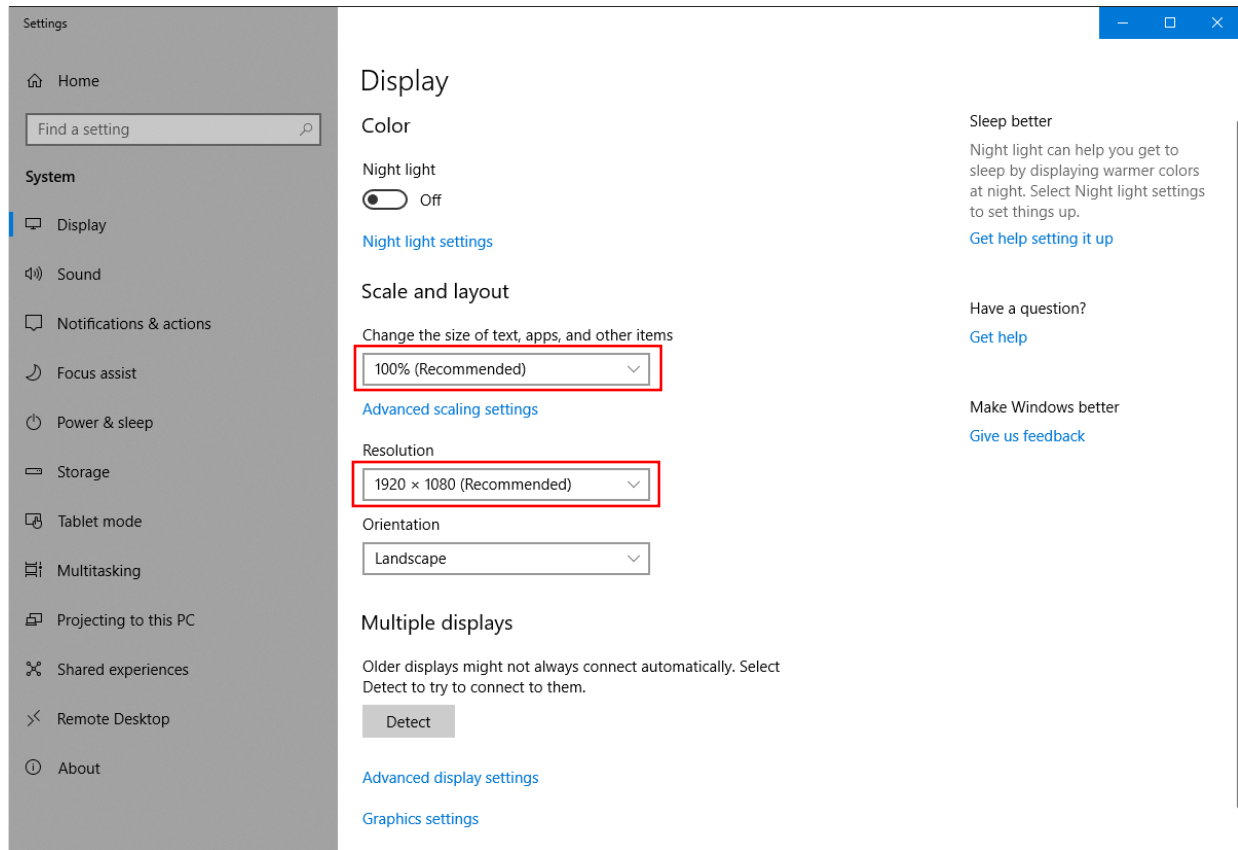 Settings
Home
Find a setting
System
Display
Sound
Notifications & actions
Focus assist
Power & sleep
Storage
Tablet mode
Multitasking
Projecting to this PC
Shared experiences
Remote Desktop
About
Display
Color
Night light
Off
Night light settings
Scale and layout
Change the size of text, apps, and other items
100% (Recommended)
Advanced scaling settings
Resolution
1920 × 1080 (Recommended)
Orientation
Landscape
Multiple displays
Older displays might not always connect automatically. Select
Detect to try to connect to them.
Detect
Advanced display settings
Graphics settings
Sleep better
Night light can help you get to
sleep by displaying warmer colors
at night. Select Night light settings
to set things up.
Get help setting it up
Have a question?
Get help
Make Windows better
Give us feedback